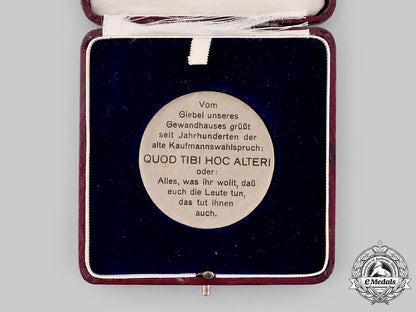 Vom
Giebel unseres
Gewandhauses grüßt
seit Jahrhunderten der
alte Kaufmannswahlspruch:
QUOD TIBI HOC ALTERI
oder:
Alles, was ihr wollt, daß
euch die Leute tun,
das tut ihnen
auch.
eMedals